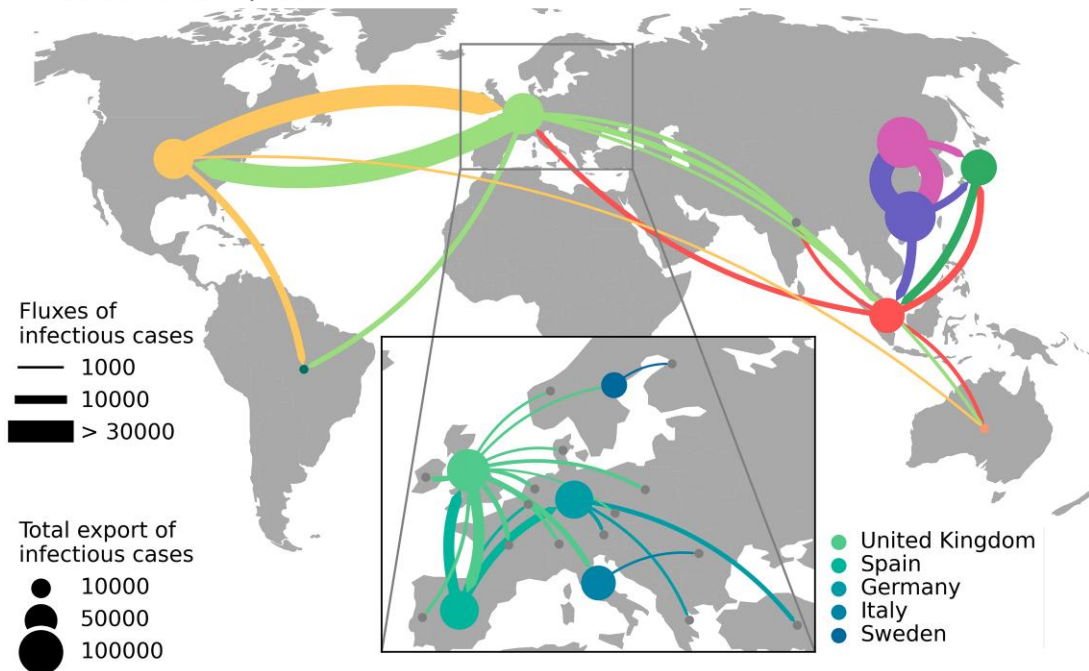 Fluxes of
infectious cases
1000
10000
> 30000
Total export of
infectious cases
10000
50000
100000
United Kingdom
Spain
Germany
Italy
Sweden